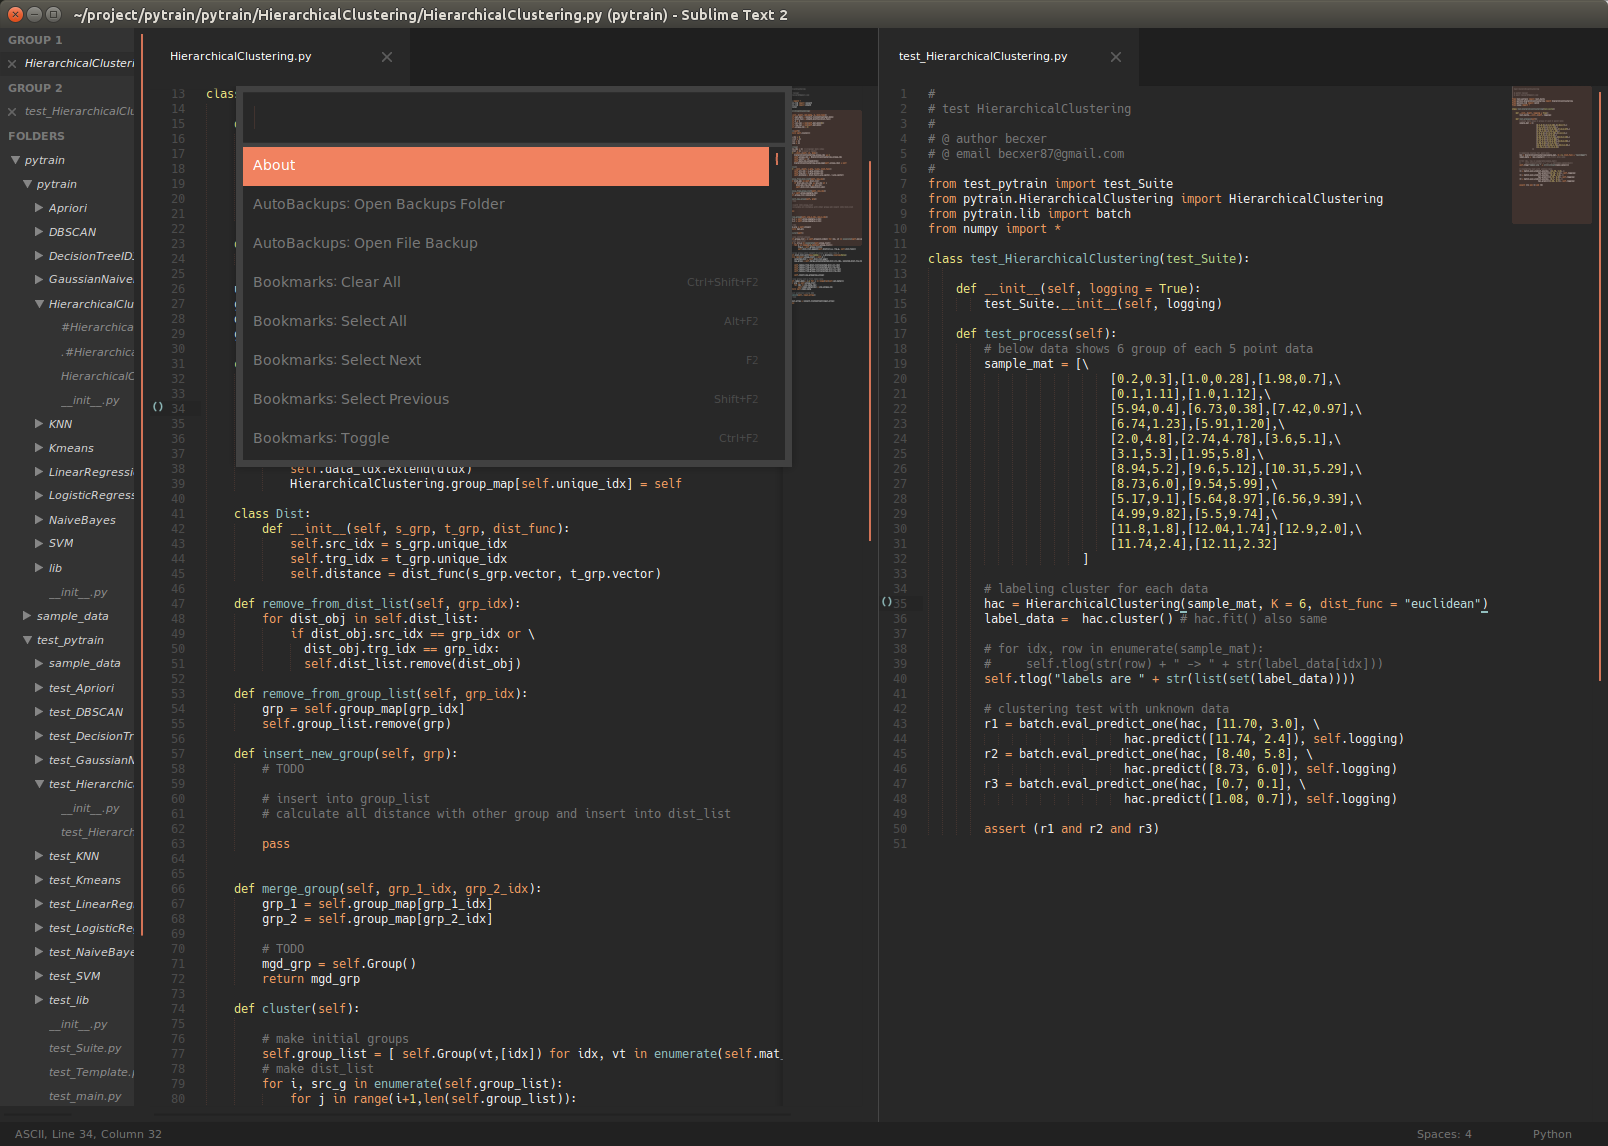 ~/project/pytrain/pytrain/HierarchicalClustering/HierarchicalClustering.py (pytrain) - Sublime Text 2
GROUP 1
HierarchicalClusteri
GROUP 2
test_HierarchicalClu
FOLDERS
pytrain
pytrain
Apriori
DBSCAN
DecisionTreeID
GaussianNaive
HierarchicalClu
#Hierarchica
.#Hierarchica
HierarchicalC
__init__.py
KNN
Kmeans
LinearRegressi
LogisticRegress
NaiveBayes
SVM
lib
__init__.py
sample_data
test_pytrain
sample_data
test_Apriori
test_DBSCAN
test_DecisionTr
test_GaussianN
test_Hierarchic
__init__.py
test_Hierarch
test_KNN
test_Kmeans
test_LinearReg
test_LogisticRe
test_NaiveBaye
test_SVM
test_lib
__init__.py
test_Suite.py
test_Template.p
test_main.py
HierarchicalClustering.py
About
AutoBackups: Open Backups Folder
AutoBackups: Open File Backup
Bookmarks: Clear All Ctrl+Shift+F2
Bookmarks: Select All Alt+F2
Bookmarks: Select Next F2
Bookmarks: Select Previous Shift+F2
Bookmarks: Toggle Ctrl+F2
13 clas
14
15
16
17
18
19
20
21
22
23
24
25
26
27
28
29
30
31
32
33
34
35
36
37
38 self.data_idx.extend(didx)
39 HierarchicalClustering.group_map[self.unique_idx] = self
40
41 class Dist:
42 def __init__(self, s_grp, t_grp, dist_func):
43 self.src_idx = s_grp.unique_idx
44 self.trg_idx = t_grp.unique_idx
45 self.distance = dist_func(s_grp.vector, t_grp.vector)
46
47 def remove_from_dist_list(self, grp_idx):
48 for dist_obj in self.dist_list:
49 if dist_obj.src_idx == grp_idx or \
50 dist_obj.trg_idx == grp_idx:
51 self.dist_list.remove(dist_obj)
52
53 def remove_from_group_list(self, grp_idx):
54 grp = self.group_map[grp_idx]
55 self.group_list.remove(grp)
56
57 def insert_new_group(self, grp):
58 # TODO
59
60 # insert into group_list
61 # calculate all distance with other group and insert into dist_list
62
63 pass
64
65
66 def merge_group(self, grp_1_idx, grp_2_idx):
67 grp_1 = self.group_map[grp_1_idx]
68 grp_2 = self.group_map[grp_2_idx]
69
70 # TODO
71 mgd_grp = self.Group()
72 return mgd_grp
73
74 def cluster(self):
75
76 # make initial groups
77 self.group_list = [ self.Group(vt,[idx]) for idx, vt in enumerate(self.mat_
78 # make dist_list
79 for i, src_g in enumerate(self.group_list):
80 for j in range(i+1,len(self.group_list)):
test_HierarchicalClustering.py
1 #
2 # test HierarchicalClustering
3 #
4 # @ author becxer
5 # @ email becxer87@gmail.com
6 #
7 from test_pytrain import test_Suite
8 from pytrain.HierarchicalClustering import HierarchicalClustering
9 from pytrain.lib import batch
10 from numpy import *
11
12 class test_HierarchicalClustering(test_Suite):
13
14 def __init__(self, logging = True):
15 test_Suite.__init__(self, logging)
16
17 def test_process(self):
18 # below data shows 6 group of each 5 point data
19 sample_mat = [\
20 [0.2,0.3],[1.0,0.28],[1.98,0.7],\
21 [0.1,1.11],[1.0,1.12],\
22 [5.94,0.4],[6.73,0.38],[7.42,0.97],\
23 [6.74,1.23],[5.91,1.20],\
24 [2.0,4.8],[2.74,4.78],[3.6,5.1],\
25 [3.1,5.3],[1.95,5.8],\
26 [8.94,5.2],[9.6,5.12],[10.31,5.29],\
27 [8.73,6.0],[9.54,5.99],\
28 [5.17,9.1],[5.64,8.97],[6.56,9.39],\
29 [4.99,9.82],[5.5,9.74],\
30 [11.8,1.8],[12.04,1.74],[12.9,2.0],\
31 [11.74,2.4],[12.11,2.32]
32 ]
33
34 # labeling cluster for each data
35 hac = HierarchicalClustering(sample_mat, K = 6, dist_func = "euclidean")
36 label_data =  hac.cluster() # hac.fit() also same
37
38 # for idx, row in enumerate(sample_mat):
39 #     self.tlog(str(row) + " -> " + str(label_data[idx]))
40 self.tlog("labels are " + str(list(set(label_data))))
41
42 # clustering test with unknown data
43 r1 = batch.eval_predict_one(hac, [11.70, 3.0], \
44 hac.predict([11.74, 2.4]), self.logging)
45 r2 = batch.eval_predict_one(hac, [8.40, 5.8], \
46 hac.predict([8.73, 6.0]), self.logging)
47 r3 = batch.eval_predict_one(hac, [0.7, 0.1], \
48 hac.predict([1.08, 0.7]), self.logging)
49
50 assert (r1 and r2 and r3)
51
ASCII, Line 34, Column 32
Spaces: 4
Python